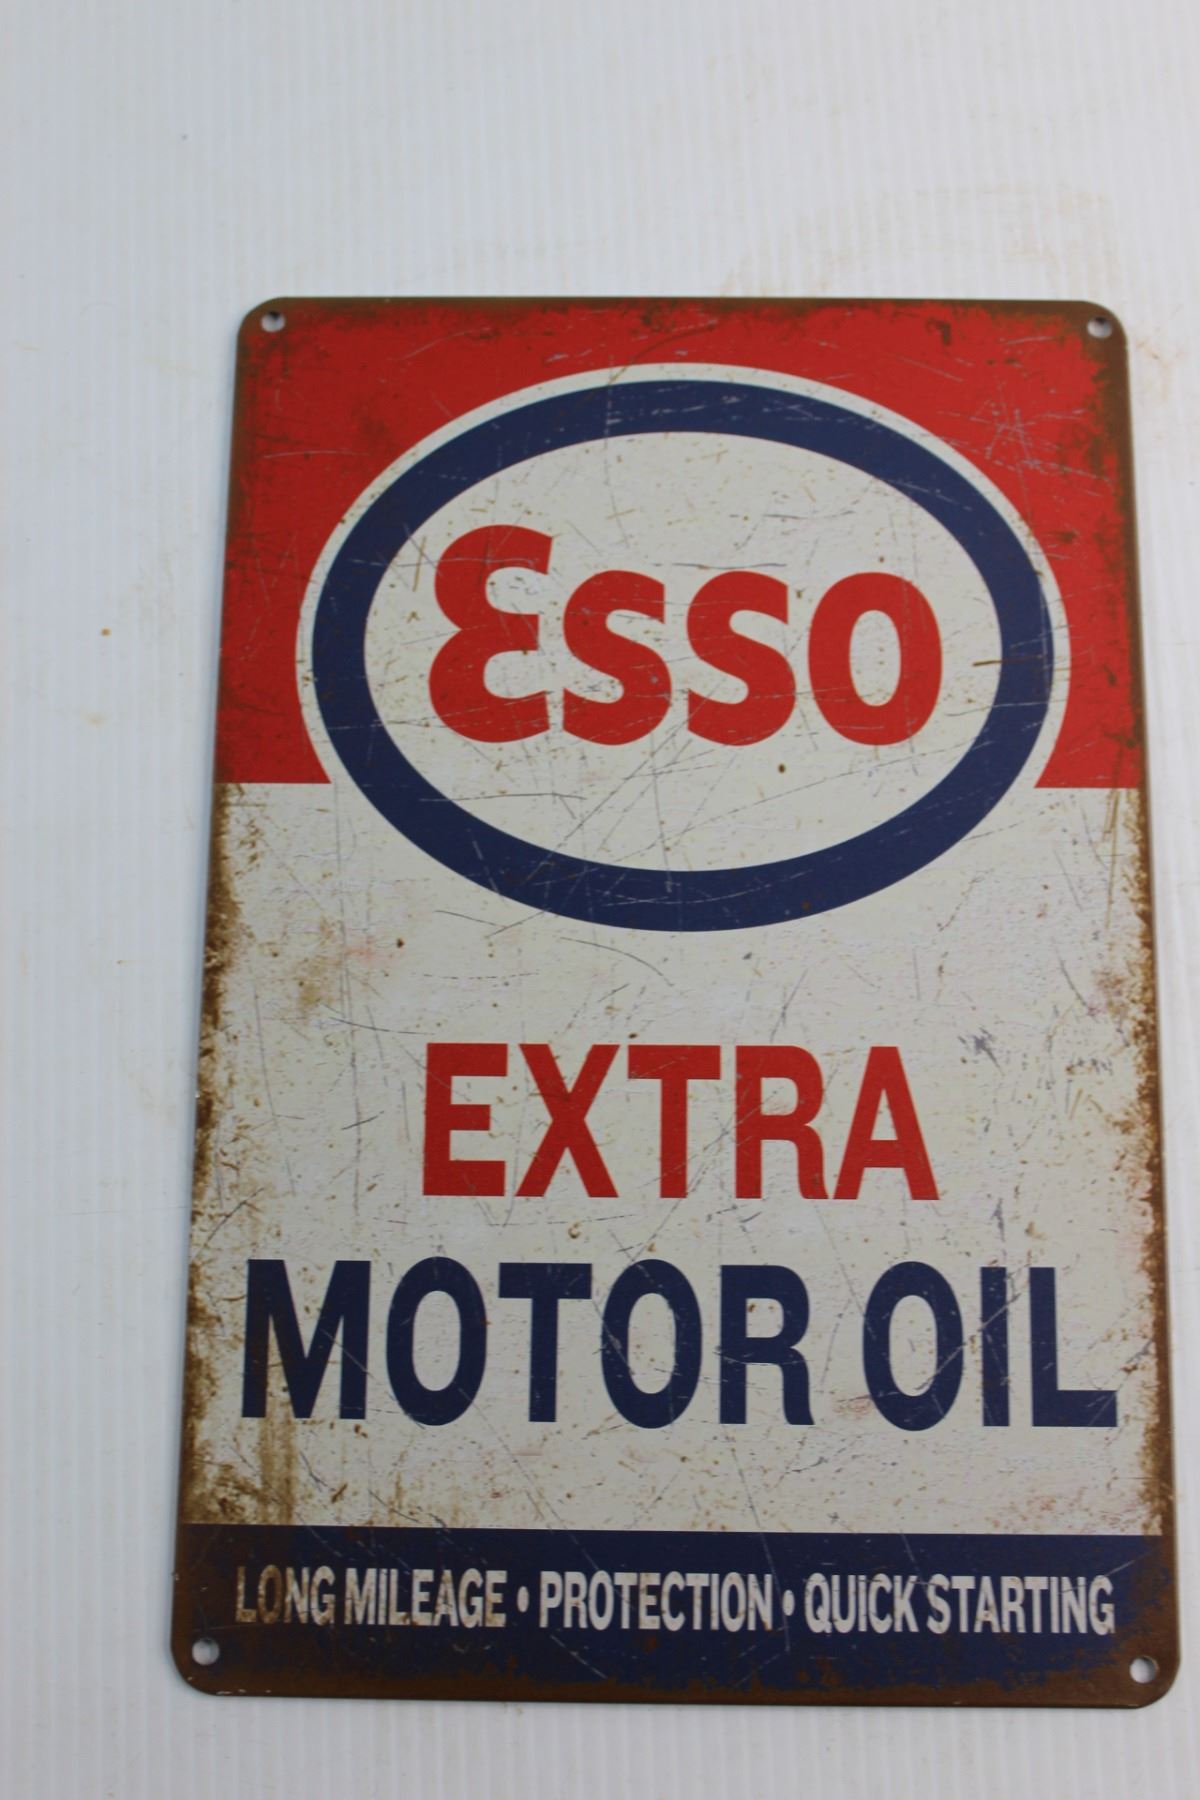 Esso
EXTRA
MOTOR OIL
LONG MILEAGE • PROTECTION • QUICK STARTING